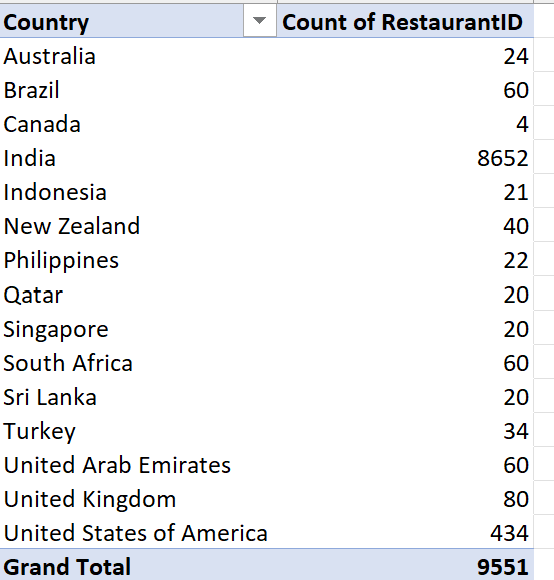 Country Count of RestaurantID
Australia 24
Brazil 60
Canada 4
India 8652
Indonesia 21
New Zealand 40
Philippines 22
Qatar 20
Singapore 20
South Africa 60
Sri Lanka 20
Turkey 34
United Arab Emirates 60
United Kingdom 80
United States of America 434
Grand Total 9551